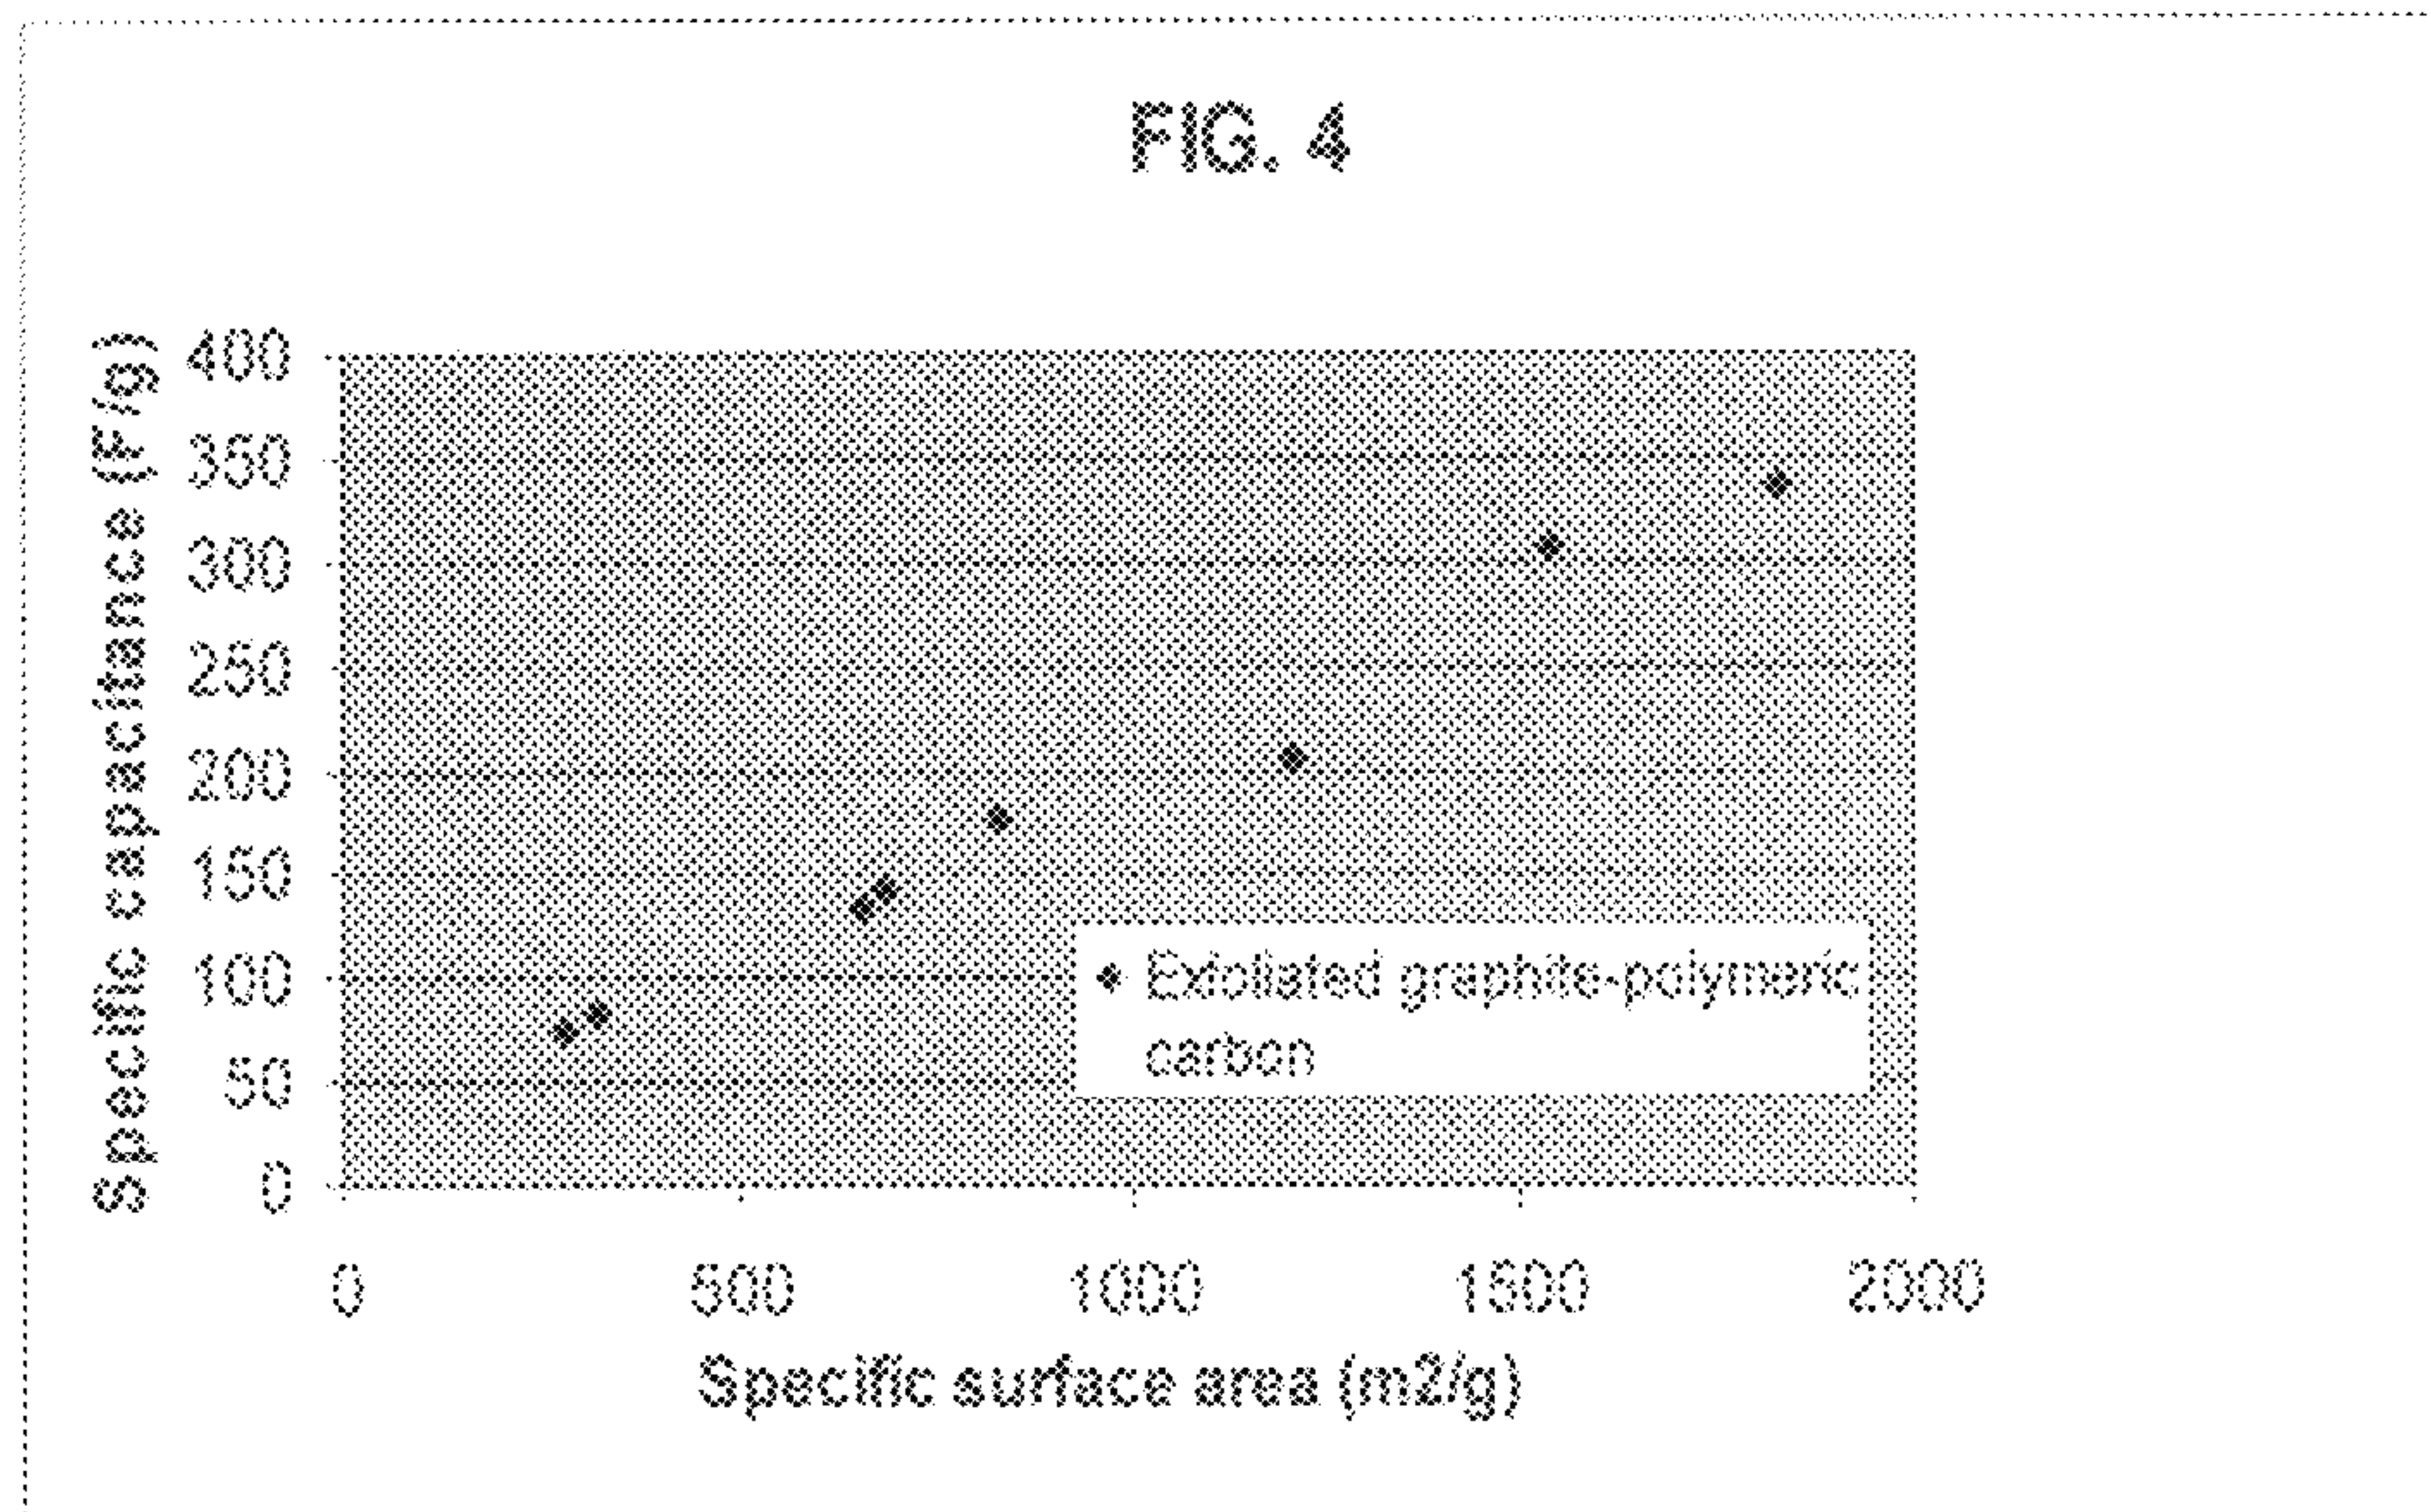 FIG. 4
Specific capacitance (F/g)
400
350
300
250
200
150
100
50
0
Exfoliated graphite-polymeric
carbon
0
500
1000
1500
2000
Specific surface area (m2/g)